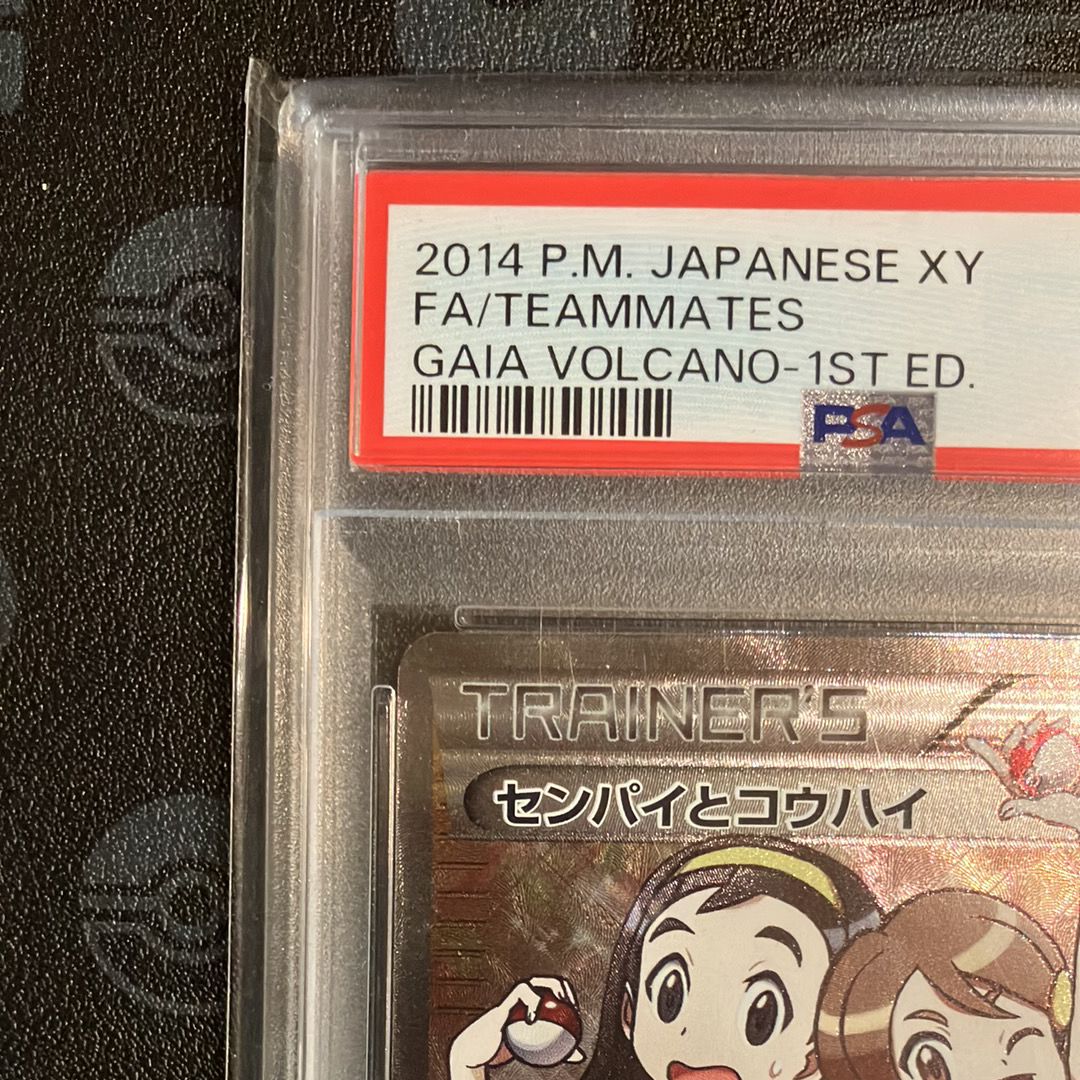 2014 P.M. JAPANESE XY
FA/TEAMMATES
GAIA VOLCANO-1ST ED.
PSA
TRAINER'S
センパイとコウハイ